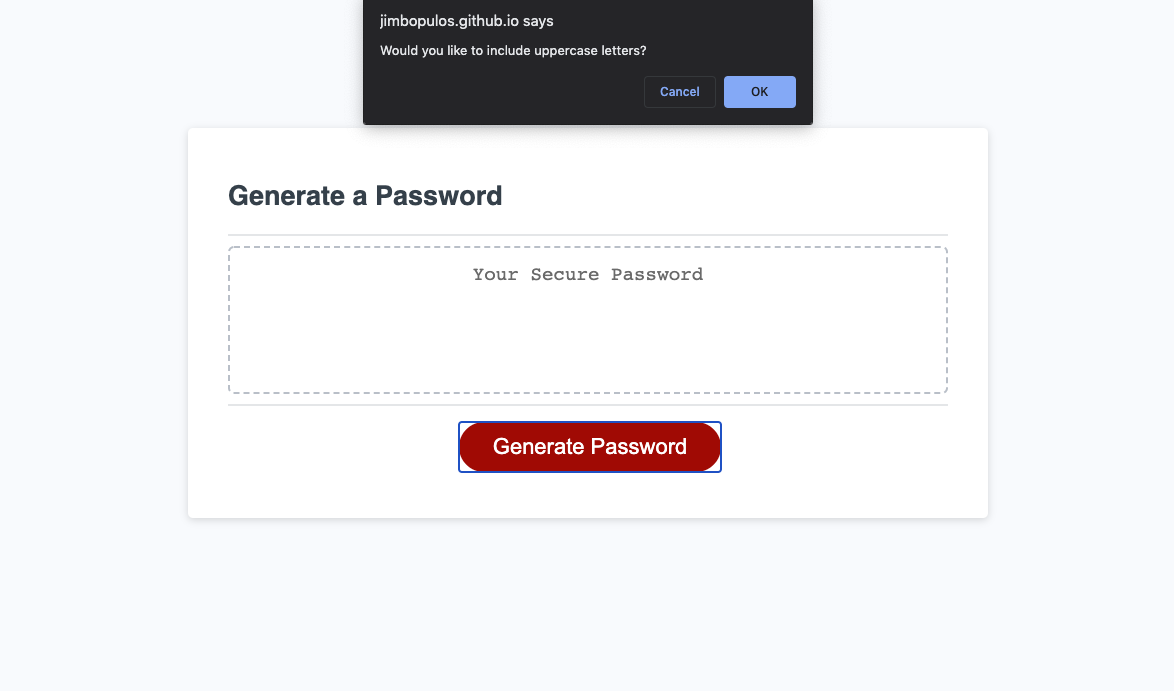 jimbopulos.github.io says
Would you like to include uppercase letters?
Cancel OK
Generate a Password
Your Secure Password
Generate Password